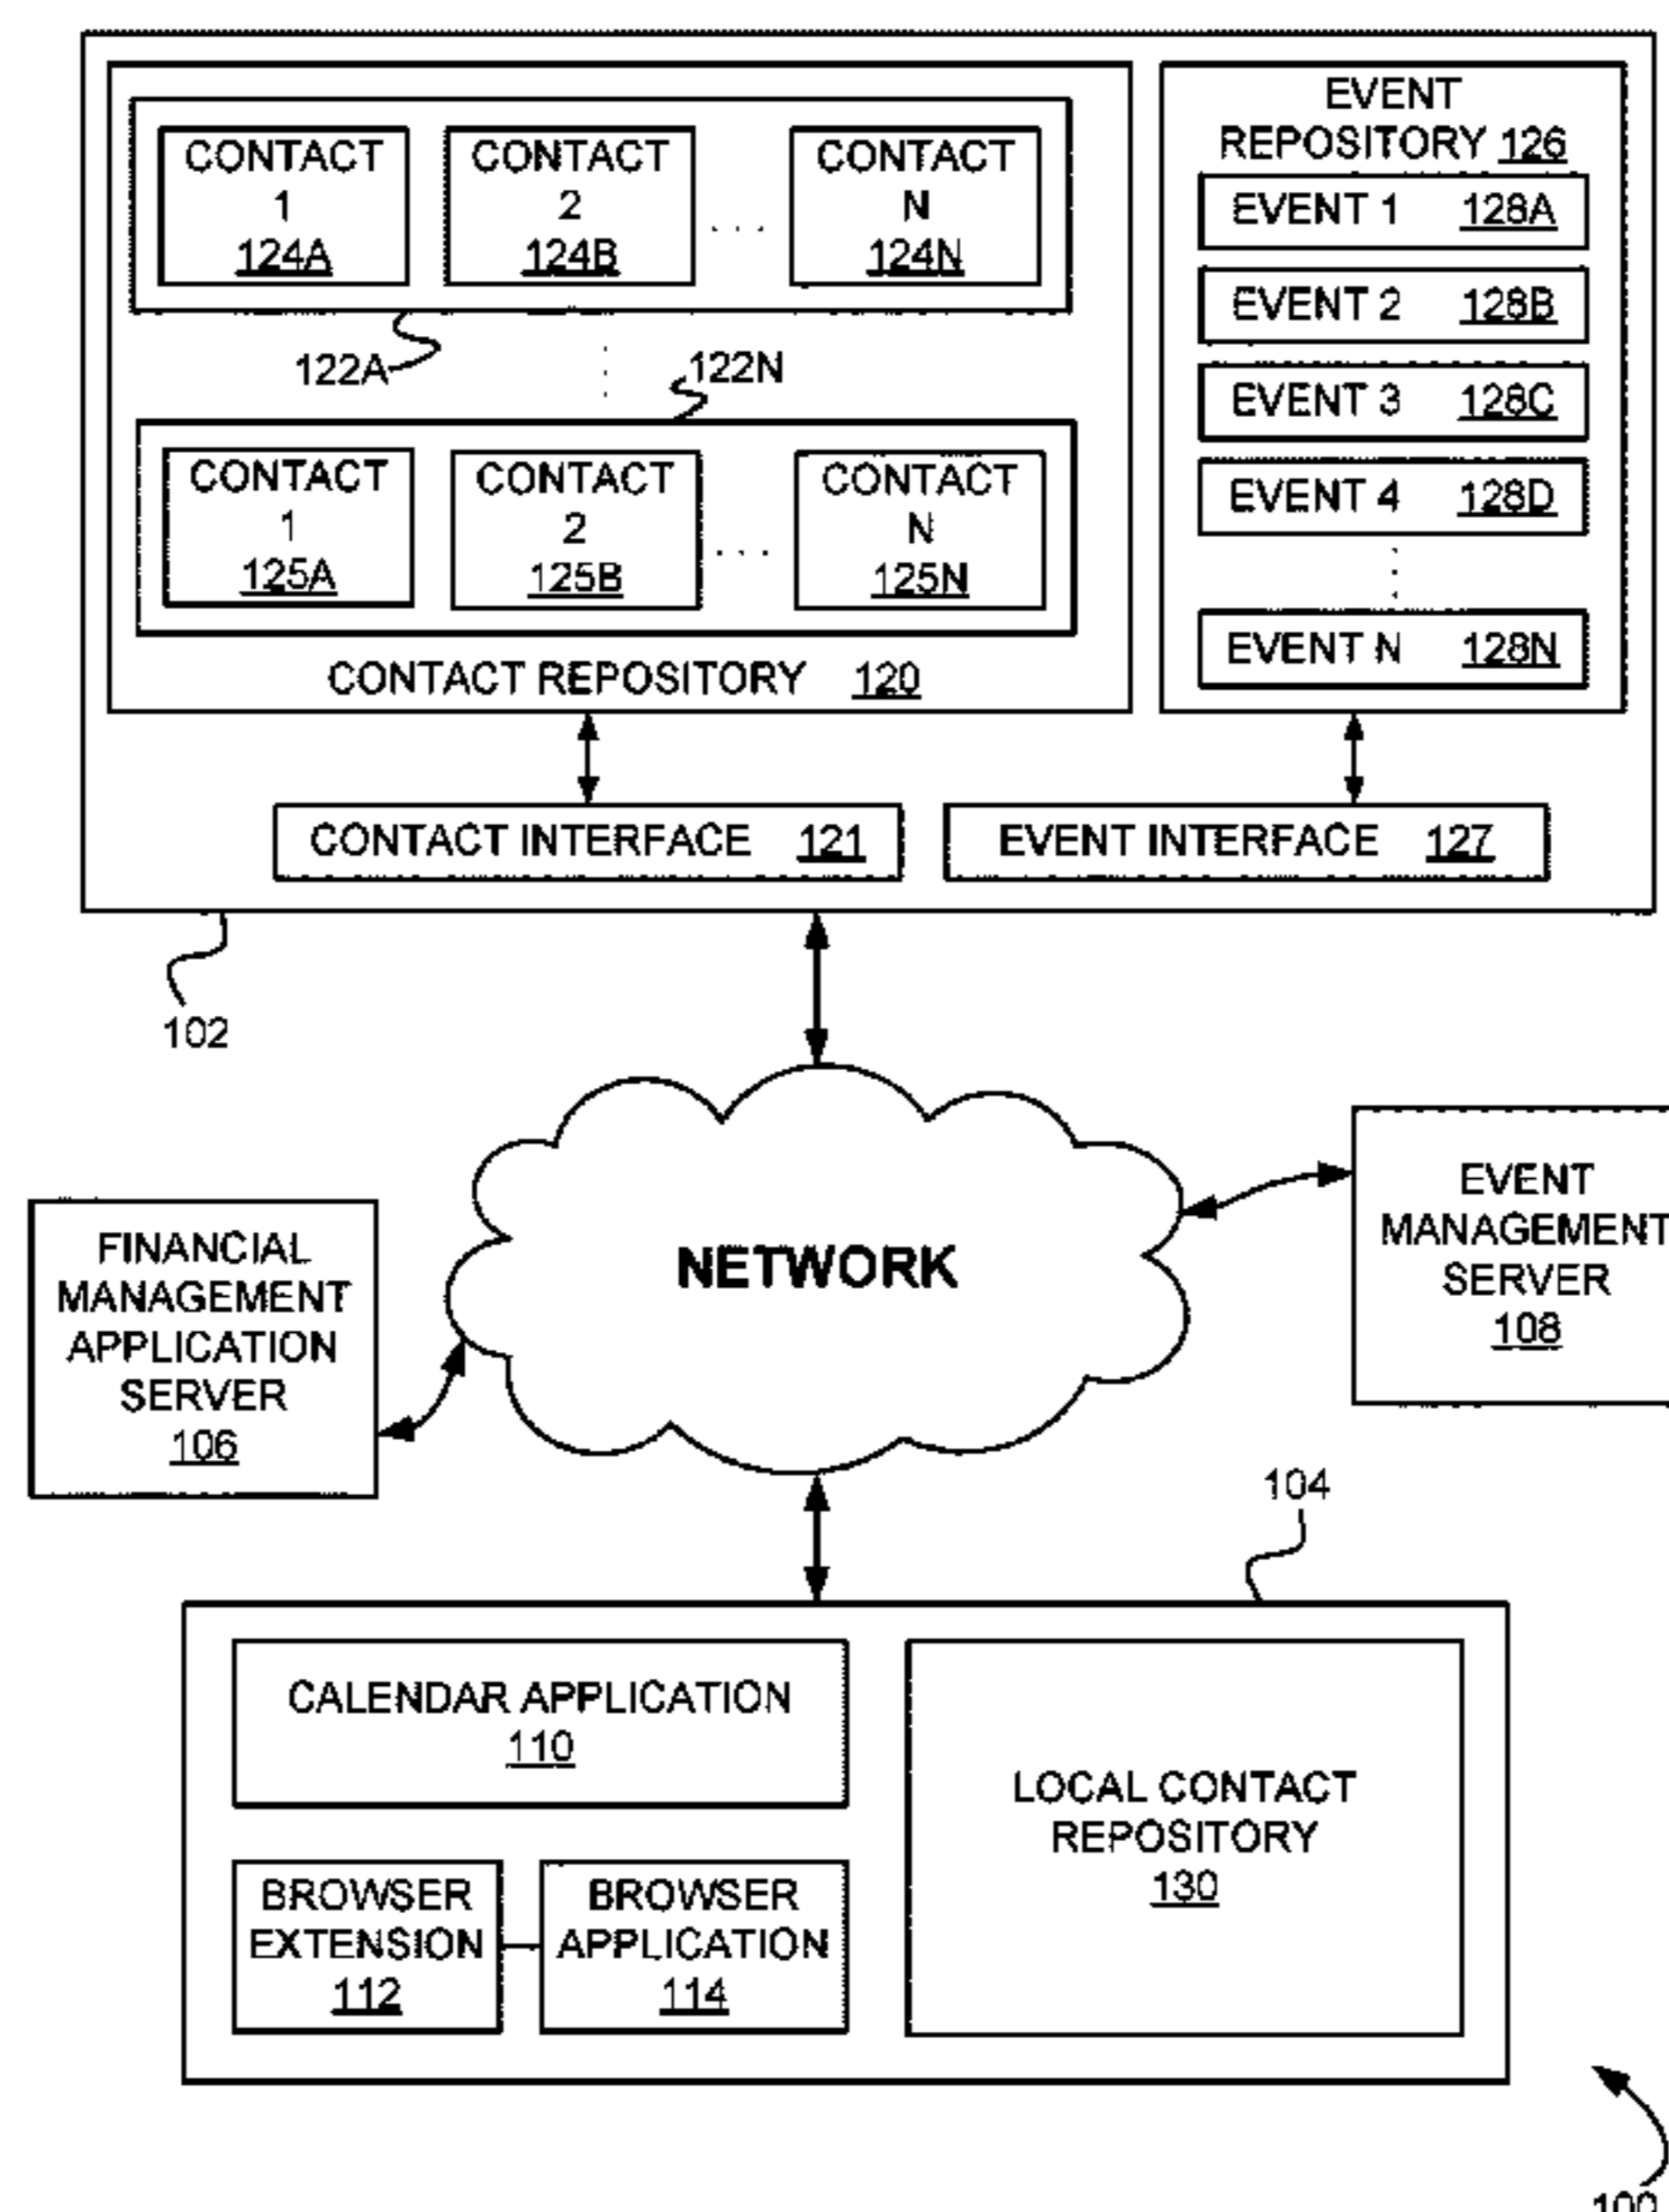 CONTACT
1
124A
CONTACT
2
124B
. . .
CONTACT
N
124N
122A
122N
CONTACT
1
125A
CONTACT
2
125B
. . .
CONTACT
N
125N
CONTACT REPOSITORY 120
EVENT
REPOSITORY 126
EVENT 1 128A
EVENT 2 128B
EVENT 3 128C
EVENT 4 128D
EVENT N 128N
CONTACT INTERFACE 121
EVENT INTERFACE 127
102
NETWORK
FINANCIAL
MANAGEMENT
APPLICATION
SERVER
106
EVENT
MANAGEMENT
SERVER
108
104
CALENDAR APPLICATION
110
BROWSER
EXTENSION
112
BROWSER
APPLICATION
114
LOCAL CONTACT
REPOSITORY
130